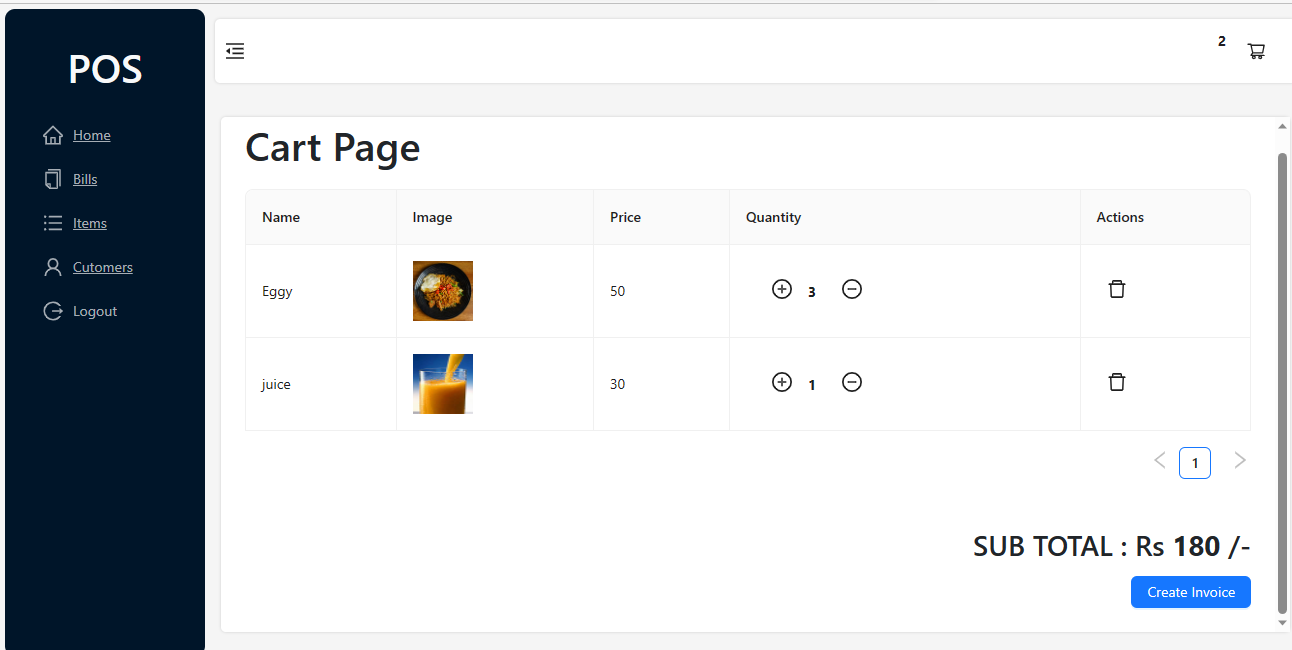 POS
Home
Bills
Items
Cutomers
Logout
2
Cart Page
Name Image Price Quantity Actions
Eggy 50 3
juice 30 1
1
SUB TOTAL : Rs 180 /-
Create Invoice